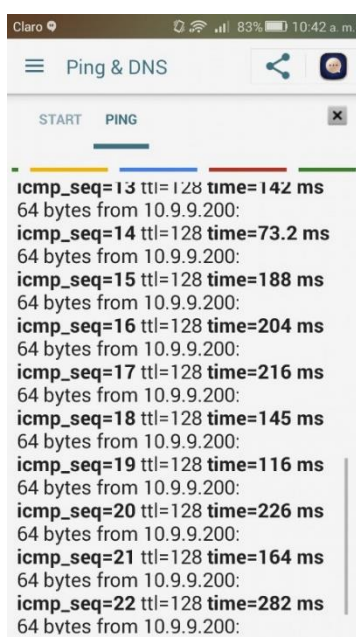 Claro 83% 10:42 a. m.
Ping & DNS
START PING
icmp_seq=13 ttl=128 time=142 ms
64 bytes from 10.9.9.200:
icmp_seq=14 ttl=128 time=73.2 ms
64 bytes from 10.9.9.200:
icmp_seq=15 ttl=128 time=188 ms
64 bytes from 10.9.9.200:
icmp_seq=16 ttl=128 time=204 ms
64 bytes from 10.9.9.200:
icmp_seq=17 ttl=128 time=216 ms
64 bytes from 10.9.9.200:
icmp_seq=18 ttl=128 time=145 ms
64 bytes from 10.9.9.200:
icmp_seq=19 ttl=128 time=116 ms
64 bytes from 10.9.9.200:
icmp_seq=20 ttl=128 time=226 ms
64 bytes from 10.9.9.200:
icmp_seq=21 ttl=128 time=164 ms
64 bytes from 10.9.9.200:
icmp_seq=22 ttl=128 time=282 ms
64 bytes from 10.9.9.200: